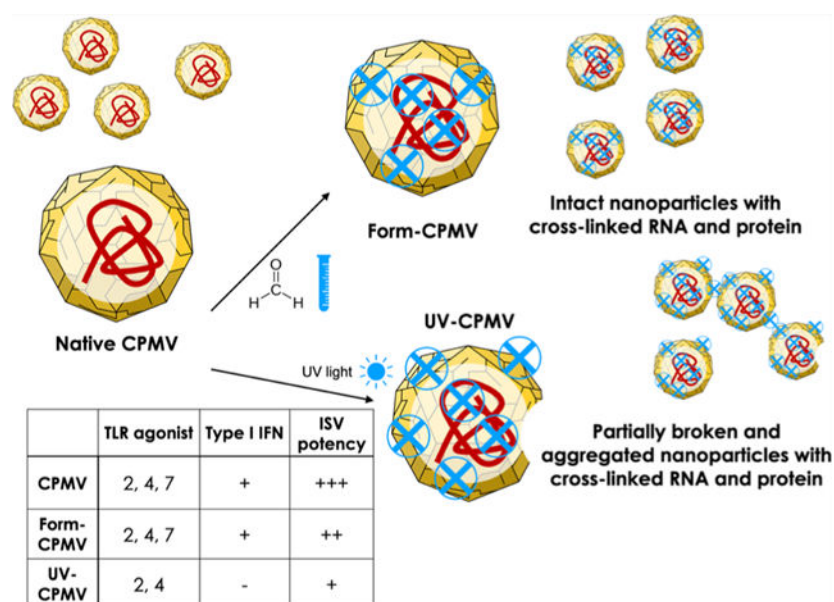 Native CPMV
O
H
C
H
Form-CPMV
Intact nanoparticles with
cross-linked RNA and protein
UV light
UV-CPMV
Partially broken and
aggregated nanoparticles with
cross-linked RNA and protein
TLR agonist Type I IFN ISV
potency
CPMV 2, 4, 7 + +++
Form-
CPMV 2, 4, 7 + ++
UV-
CPMV 2, 4 - +